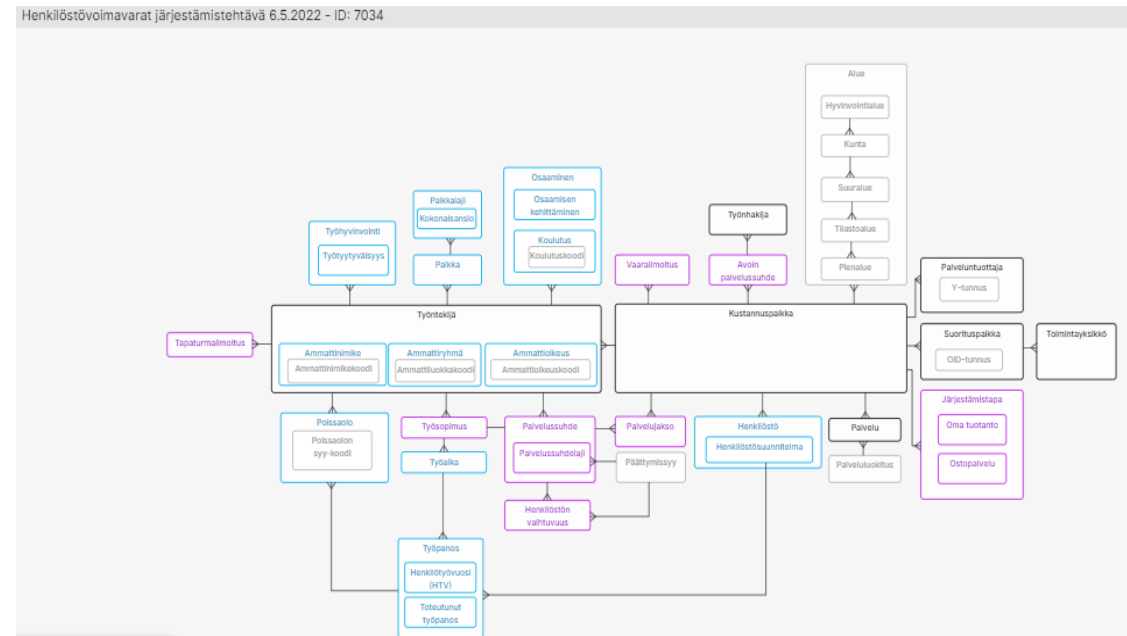 Henkilöstövoimavarat järjestämistehtävä 6.5.2022 - ID: 7034
Alue
Hyvinvointialue
Kunta
Suuralue
Tilastoalue
Pienalue
Osaaminen
Osaamisen
kehittäminen
Koulutus
Koulutuskoodi
Palkkalaji
Kokonaisansio
Palkka
Työhyvinvointi
Työtyytyväisyys
Työnhakija
Avoin
palvelussuhde
Vaarailmoitus
Palveluntuottaja
Y-tunnus
Työntekijä
Kustannuspaikka
Tapaturmailmoitus
Ammattinimike
Ammattinimikekoodi
Ammattiryhmä
Ammattiluokkakoodi
Ammattioikeus
Ammattioikeuskoodi
Suorituspaikka
OID-tunnus
Toimintayksikkö
Järjestämistapa
Oma tuotanto
Ostopalvelu
Poissaolo
Poissaolon
syy-koodi
Työsopimus
Työaika
Palvelussuhde
Palvelussuhdelaji
Palvelujakso
Päättymissyy
Henkilöstö
Henkilöstösuunnitelma
Palvelu
Palveluluokitus
Henkilöstön
vaihtuvuus
Työpanos
Henkilötyövuosi
(HTV)
Toteutunut
työpanos